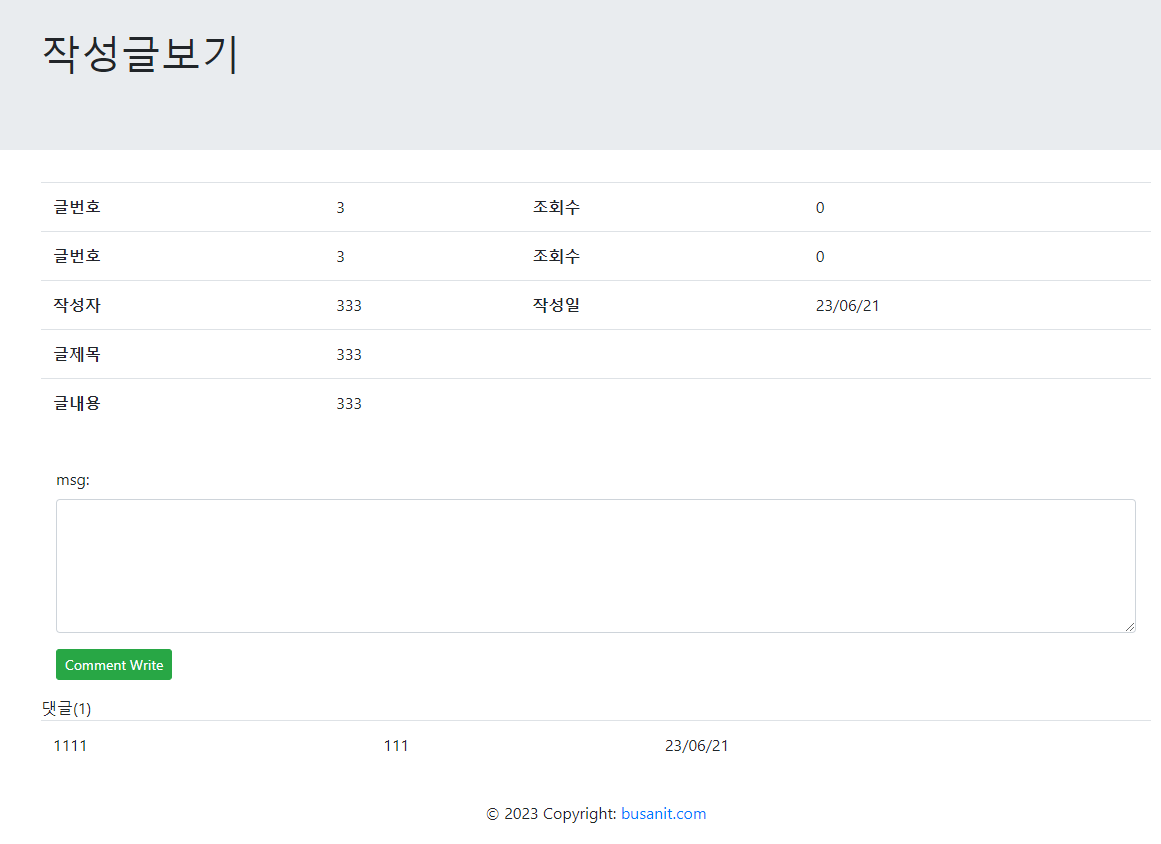 작성글보기
글번호 3 조회수 0
글번호 3 조회수 0
작성자 333 작성일 23/06/21
글제목 333
글내용 333
msg:
Comment Write
댓글(1)
1111 111 23/06/21
© 2023 Copyright: busanit.com